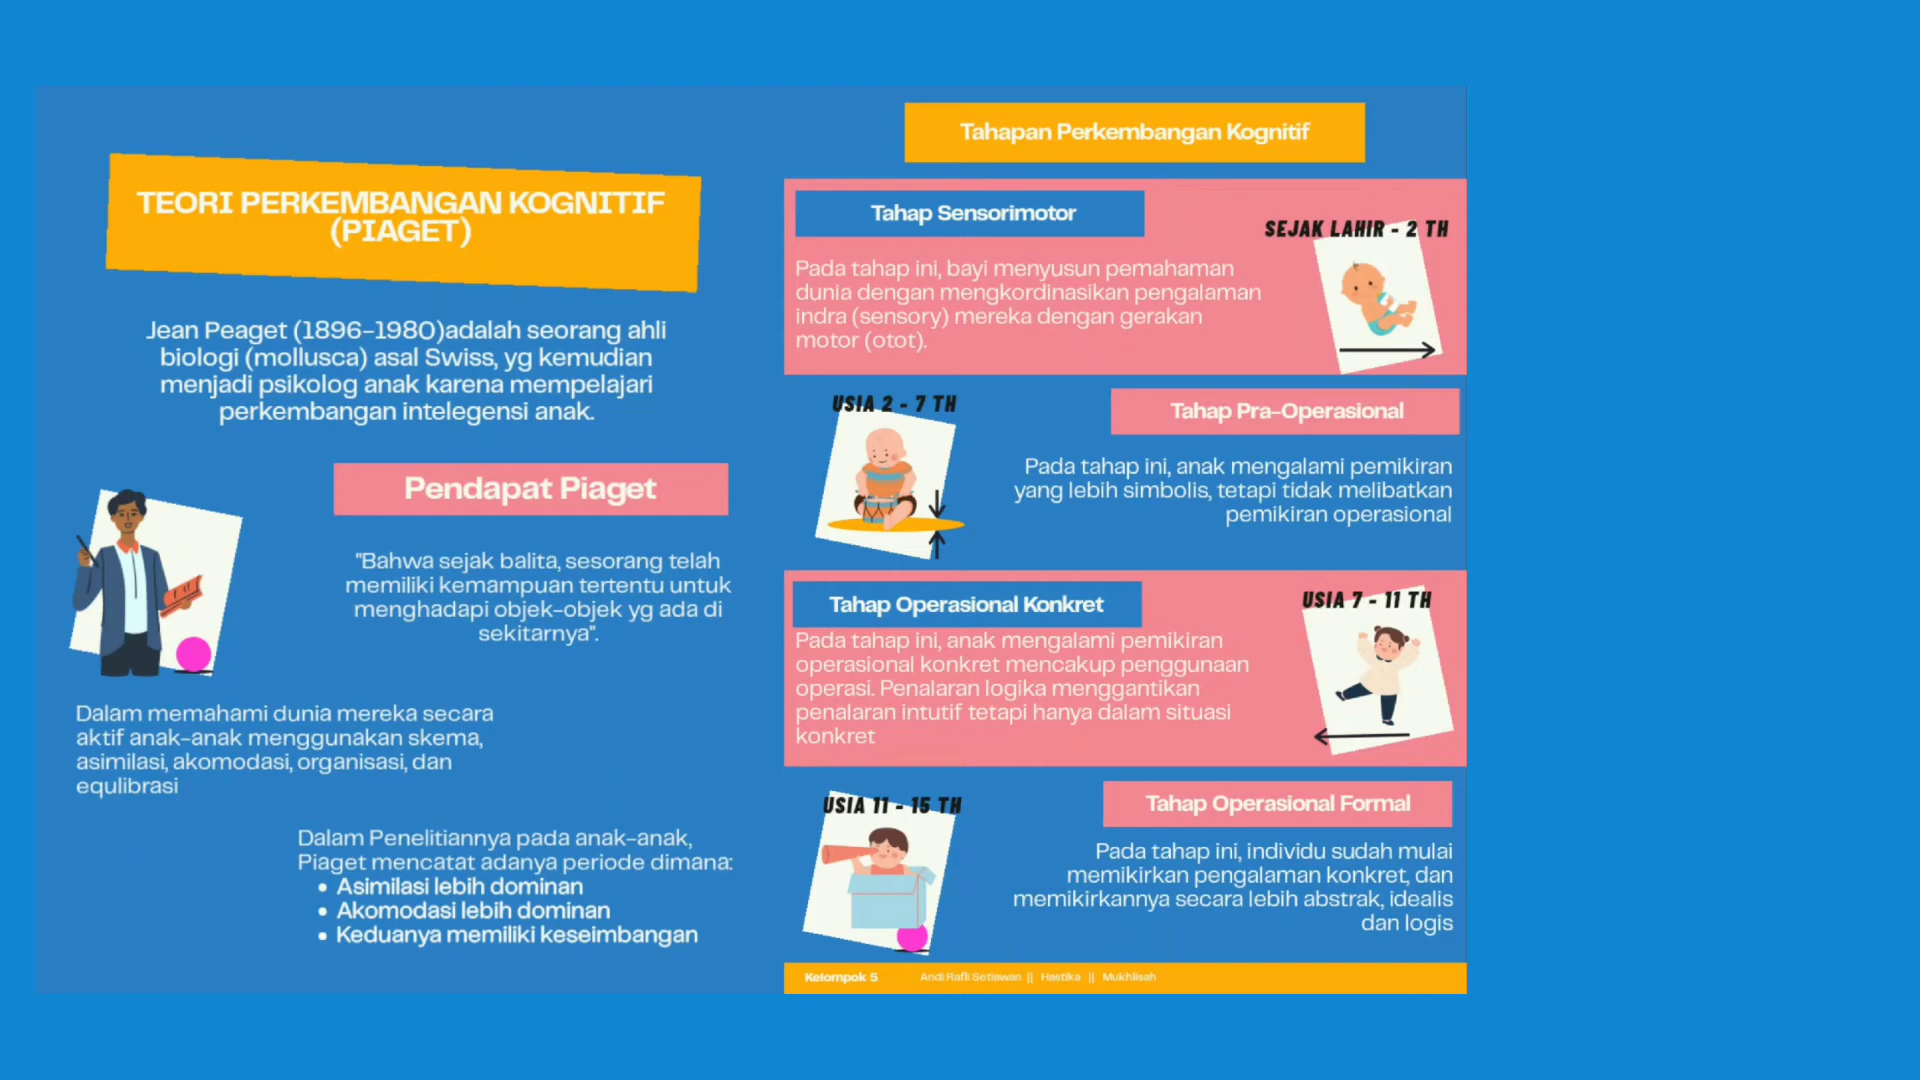 TEORI PERKEMBANGAN KOGNITIF
(PIAGET)
Jean Peaget (1896-1980)adalah seorang ahli
biologi (mollusca) asal Swiss, yg kemudian
menjadi psikolog anak karena mempelajari
perkembangan intelegensi anak.
Pendapat Piaget
"Bahwa sejak balita, sesorang telah
memiliki kemampuan tertentu untuk
menghadapi objek-objek yg ada di
sekitarnya".
Dalam memahami dunia mereka secara
aktif anak-anak menggunakan skema,
asimilasi, akomodasi, organisasi, dan
equlibrasi
Dalam Penelitiannya pada anak-anak,
Piaget mencatat adanya periode dimana:
• Asimilasi lebih dominan
• Akomodasi lebih dominan
• Keduanya memiliki keseimbangan
Tahapan Perkembangan Kognitif
Tahap Sensorimotor
SEJAK LAHIR - 2 TH
Pada tahap ini, bayi menyusun pemahaman
dunia dengan mengkordinasikan pengalaman
indra (sensory) mereka dengan gerakan
motor (otot).
USIA 2 - 7 TH
Tahap Pra-Operasional
Pada tahap ini, anak mengalami pemikiran
yang lebih simbolis, tetapi tidak melibatkan
pemikiran operasional
Tahap Operasional Konkret
USIA 7 - 11 TH
Pada tahap ini, anak mengalami pemikiran
operasional konkret mencakup penggunaan
operasi. Penalaran logika menggantikan
penalaran intutif tetapi hanya dalam situasi
konkret
USIA 11 - 15 TH
Tahap Operasional Formal
Pada tahap ini, individu sudah mulai
memikirkan pengalaman konkret, dan
memikirkannya secara lebih abstrak, idealis
dan logis
Kelompok 5 Andi Rafli Setiawan || Hastika || Mukhlisah